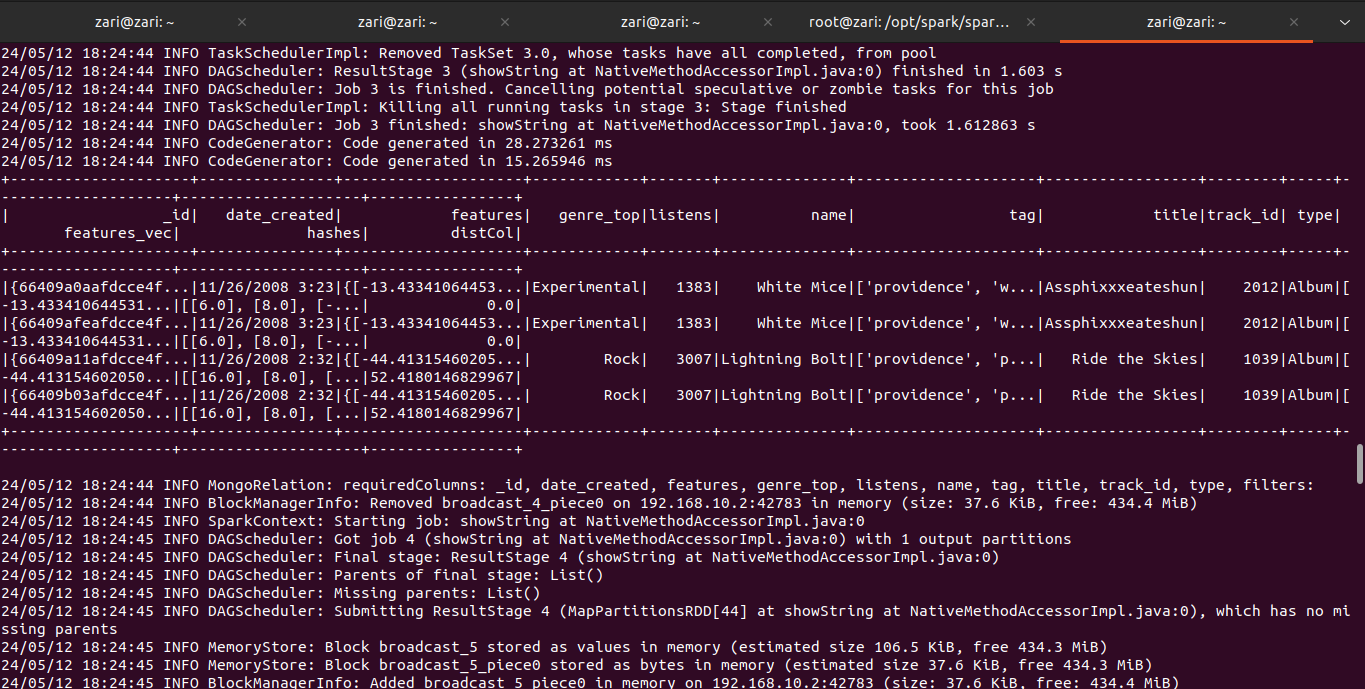 zari@zari: ~ × zari@zari: ~ × zari@zari: ~ × root@zari: /opt/spark/spar... × zari@zari: ~ ×
24/05/12 18:24:44 INFO TaskSchedulerImpl: Removed TaskSet 3.0, whose tasks have all completed, from pool
24/05/12 18:24:44 INFO DAGScheduler: ResultStage 3 (showString at NativeMethodAccessorImpl.java:0) finished in 1.603 s
24/05/12 18:24:44 INFO DAGScheduler: Job 3 is finished. Cancelling potential speculative or zombie tasks for this job
24/05/12 18:24:44 INFO TaskSchedulerImpl: Killing all running tasks in stage 3: Stage finished
24/05/12 18:24:44 INFO DAGScheduler: Job 3 finished: showString at NativeMethodAccessorImpl.java:0, took 1.612863 s
24/05/12 18:24:44 INFO CodeGenerator: Code generated in 28.273261 ms
24/05/12 18:24:44 INFO CodeGenerator: Code generated in 15.265946 ms
+--------------------+---------------+--------------------+------------+-------+--------------+--------------------+-----------------+--------+-----+-
-------------------+--------------------+----------------+
|                 _id|   date_created|            features|   genre_top|listens|          name|                 tag|            title|track_id| type|
       features_vec|              hashes|         distCol|
+--------------------+---------------+--------------------+------------+-------+--------------+--------------------+-----------------+--------+-----+-
-------------------+--------------------+----------------+
|{66409a0aafdcce4f...|11/26/2008 3:23|{[-13.43341064453...|Experimental|   1383|    White Mice|['providence', 'w...|Assphixxxeateshun|    2012|Album|[
-13.433410644531...|[[6.0], [8.0], [-...|             0.0|
|{66409afeafdcce4f...|11/26/2008 3:23|{[-13.43341064453...|Experimental|   1383|    White Mice|['providence', 'w...|Assphixxxeateshun|    2012|Album|[
-13.433410644531...|[[6.0], [8.0], [-...|             0.0|
|{66409a11afdcce4f...|11/26/2008 2:32|{[-44.41315460205...|        Rock|   3007|Lightning Bolt|['providence', 'p...|   Ride the Skies|    1039|Album|[
-44.413154602050...|[[16.0], [8.0], [...|52.4180146829967|
|{66409b03afdcce4f...|11/26/2008 2:32|{[-44.41315460205...|        Rock|   3007|Lightning Bolt|['providence', 'p...|   Ride the Skies|    1039|Album|[
-44.413154602050...|[[16.0], [8.0], [...|52.4180146829967|
+--------------------+---------------+--------------------+------------+-------+--------------+--------------------+-----------------+--------+-----+-
-------------------+--------------------+----------------+
24/05/12 18:24:44 INFO MongoRelation: requiredColumns: _id, date_created, features, genre_top, listens, name, tag, title, track_id, type, filters:
24/05/12 18:24:44 INFO BlockManagerInfo: Removed broadcast_4_piece0 on 192.168.10.2:42783 in memory (size: 37.6 KiB, free: 434.4 MiB)
24/05/12 18:24:45 INFO SparkContext: Starting job: showString at NativeMethodAccessorImpl.java:0
24/05/12 18:24:45 INFO DAGScheduler: Got job 4 (showString at NativeMethodAccessorImpl.java:0) with 1 output partitions
24/05/12 18:24:45 INFO DAGScheduler: Final stage: ResultStage 4 (showString at NativeMethodAccessorImpl.java:0)
24/05/12 18:24:45 INFO DAGScheduler: Parents of final stage: List()
24/05/12 18:24:45 INFO DAGScheduler: Missing parents: List()
24/05/12 18:24:45 INFO DAGScheduler: Submitting ResultStage 4 (MapPartitionsRDD[44] at showString at NativeMethodAccessorImpl.java:0), which has no mi
ssing parents
24/05/12 18:24:45 INFO MemoryStore: Block broadcast_5 stored as values in memory (estimated size 106.5 KiB, free 434.3 MiB)
24/05/12 18:24:45 INFO MemoryStore: Block broadcast_5_piece0 stored as bytes in memory (estimated size 37.6 KiB, free 434.3 MiB)
24/05/12 18:24:45 INFO BlockManagerInfo: Added broadcast_5_piece0 in memory on 192.168.10.2:42783 (size: 37.6 KiB, free: 434.4 MiB)